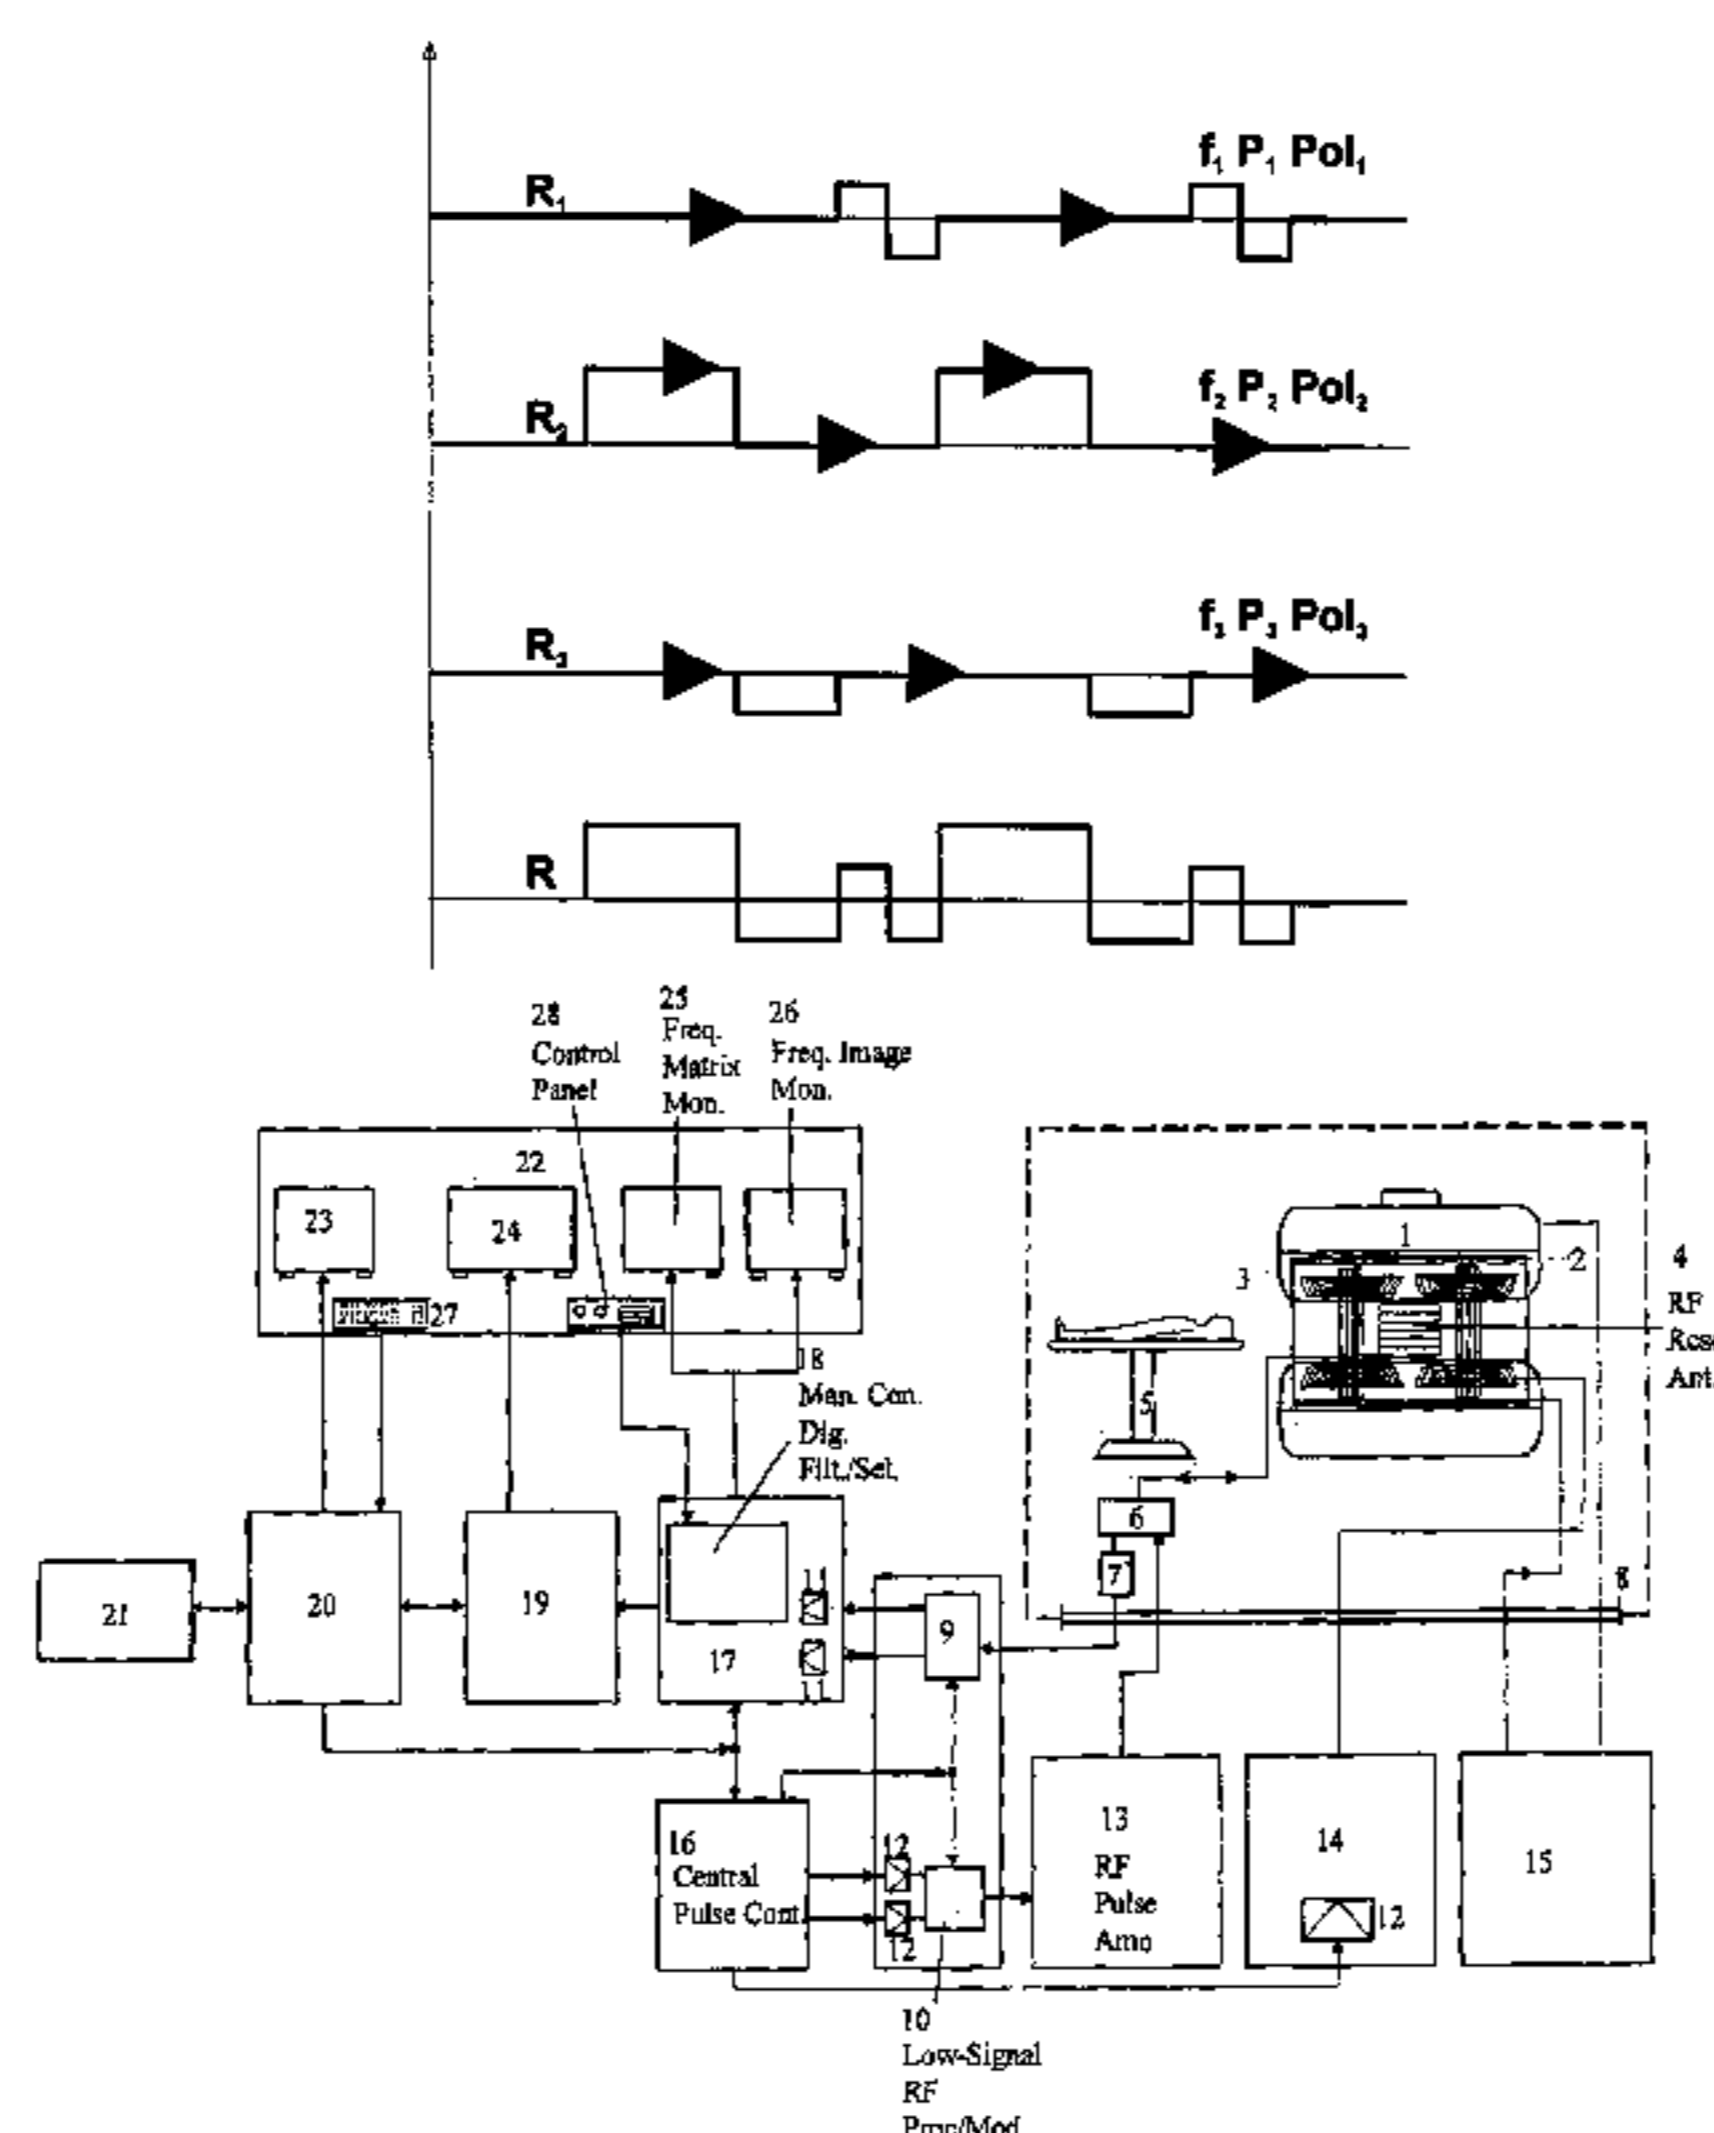 f₁ P₁ Pol₁
R₁
f₂ P₂ Pol₂
R₂
f₃ P₃ Pol₃
R₃
R
28
Control
Panel
25
Freq.
Matrix
Mon.
26
Freq. Image
Mon.
22
23
24
27
1
2
3
4
RF
Ant.
5
18
Man. Con.
Dig.
Filt./Sel.
6
7
8
21
20
19
17
11
11
9
16
Central
Pulse Cont.
12
12
13
RF
Pulse
Amp
14
12
15
10
Low-Signal
RF